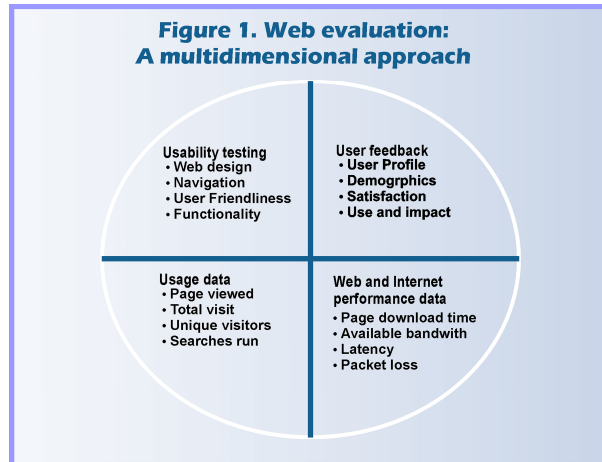 Figure 1. Web evaluation:
A multidimensional approach
Usability testing
• Web design
• Navigation
• User Friendliness
• Functionality
User feedback
• User Profile
• Demogrphics
• Satisfaction
• Use and impact
Usage data
• Page viewed
• Total visit
• Unique visitors
• Searches run
Web and Internet
performance data
• Page download time
• Available bandwith
• Latency
• Packet loss